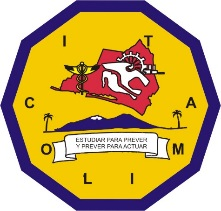 I T
C A
ESTUDIAR PARA PREVER
Y PREVER PARA ACTUAR
O M
L I